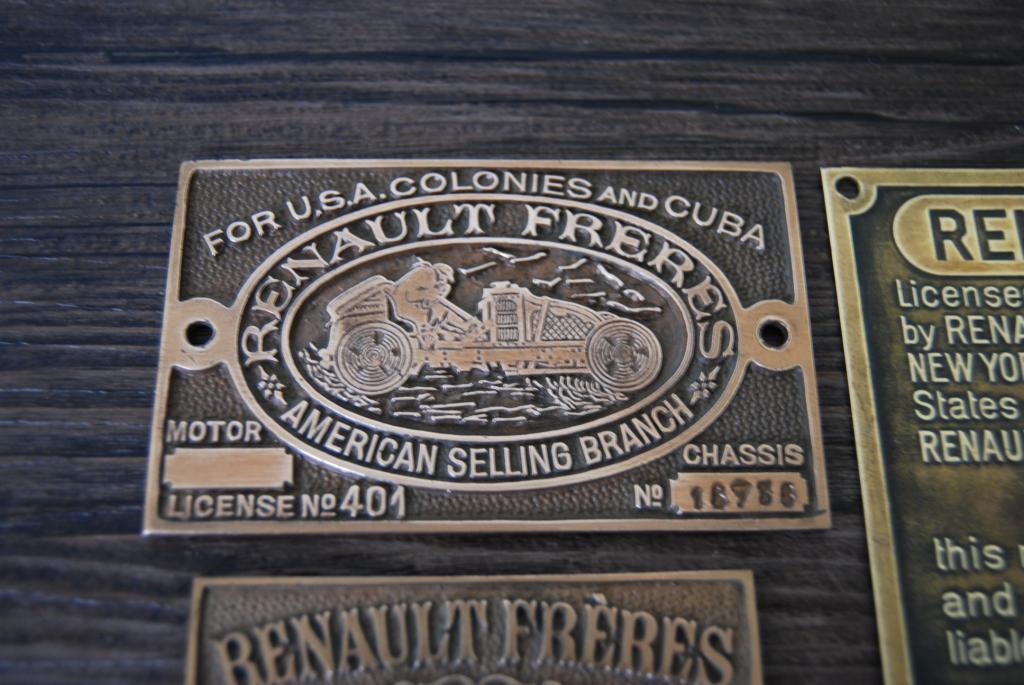 FOR U.S.A. COLONIES AND CUBA
RENAULT FRERES
AMERICAN SELLING BRANCH
MOTOR
LICENSE No 401
CHASSIS
No
RENAULT FRÈRES
RE
License
by RENA
NEW YO
States
RENAU
this
and
liable